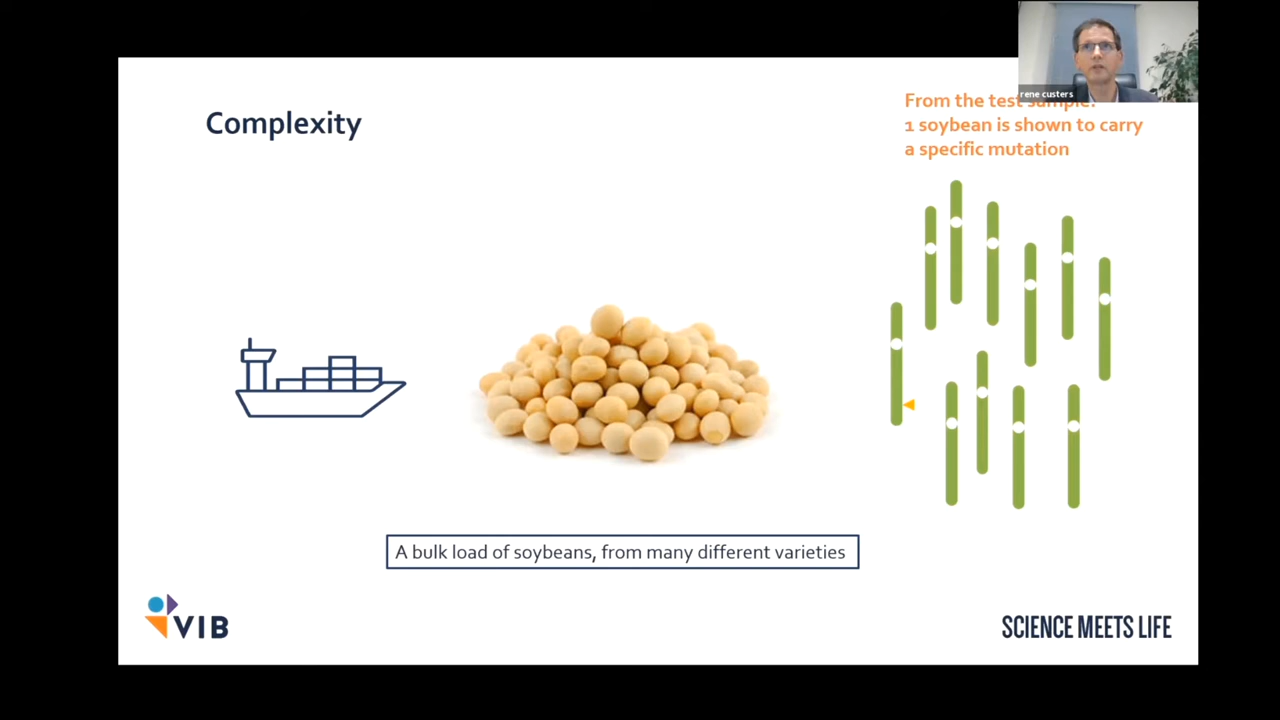 Complexity
rene custers
From the test sample:
1 soybean is shown to carry
a specific mutation
A bulk load of soybeans, from many different varieties
VIB
SCIENCE MEETS LIFE